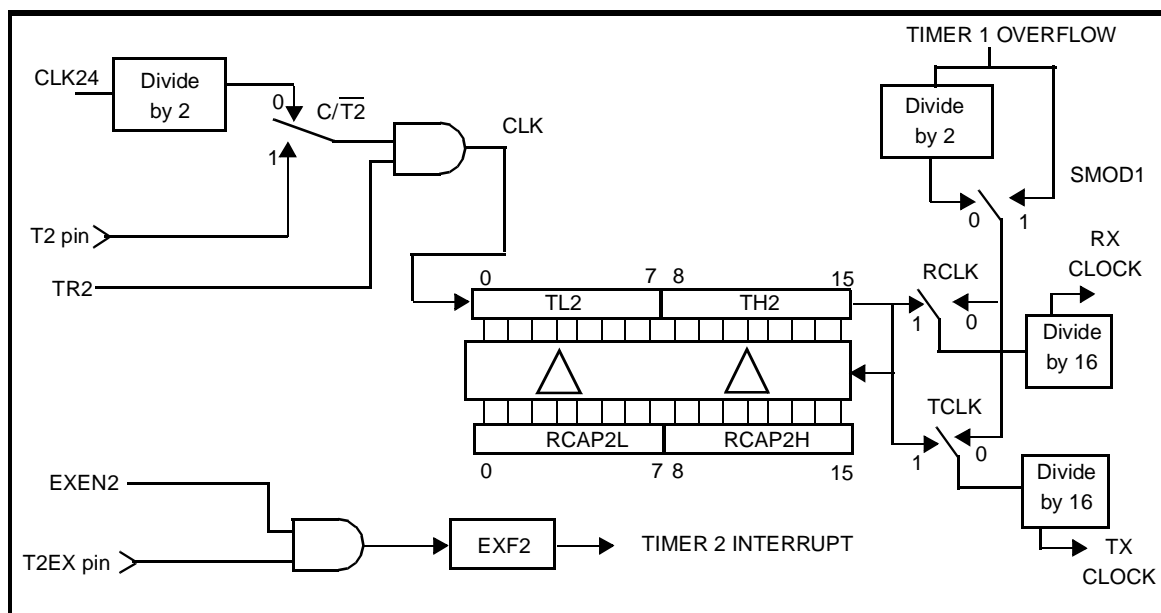 TIMER 1 OVERFLOW
CLK24
Divide
by 2
0
C/T2
1
CLK
Divide
by 2
SMOD1
0
1
T2 pin
TR2
RX
CLOCK
0
7
8
15
RCLK
TL2
TH2
1
0
Divide
by 16
TCLK
RCAP2L
RCAP2H
1
0
0
7
8
15
Divide
by 16
EXEN2
EXF2
TIMER 2 INTERRUPT
T2EX pin
TX
CLOCK